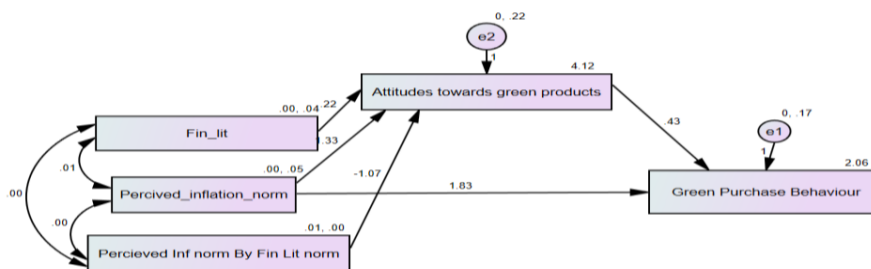 0, .22
e2
1
4.12
Attitudes towards green products
.00, .04
.22
Fin_lit
1.33
.43
0, .17
e1
1
.01
.00, .05
2.06
.00
Percived_inflation_norm
-1.07
1.83
Green Purchase Behaviour
.00
.01, .00
Percieved Inf norm By Fin Lit norm